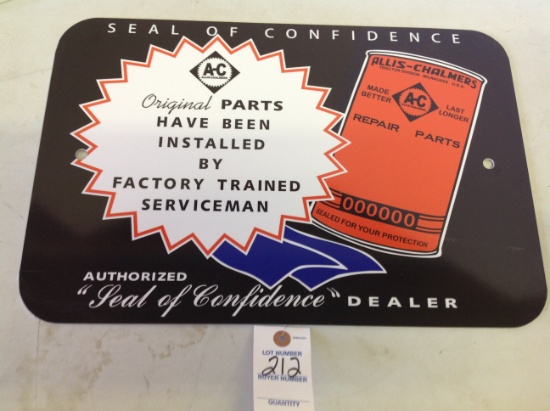 SEAL OF CONFIDENCE
A-C
Original PARTS
HAVE BEEN
INSTALLED
BY
FACTORY TRAINED
SERVICEMAN
ALLIS-CHALMERS
MADE
BETTER
A-C
LAST
LONGER
REPAIR PARTS
000000
SEALED FOR YOUR PROTECTION
AUTHORIZED
"Seal of Confidence" DEALER
LOT NUMBER
212
BUYER NUMBER
QUANTITY